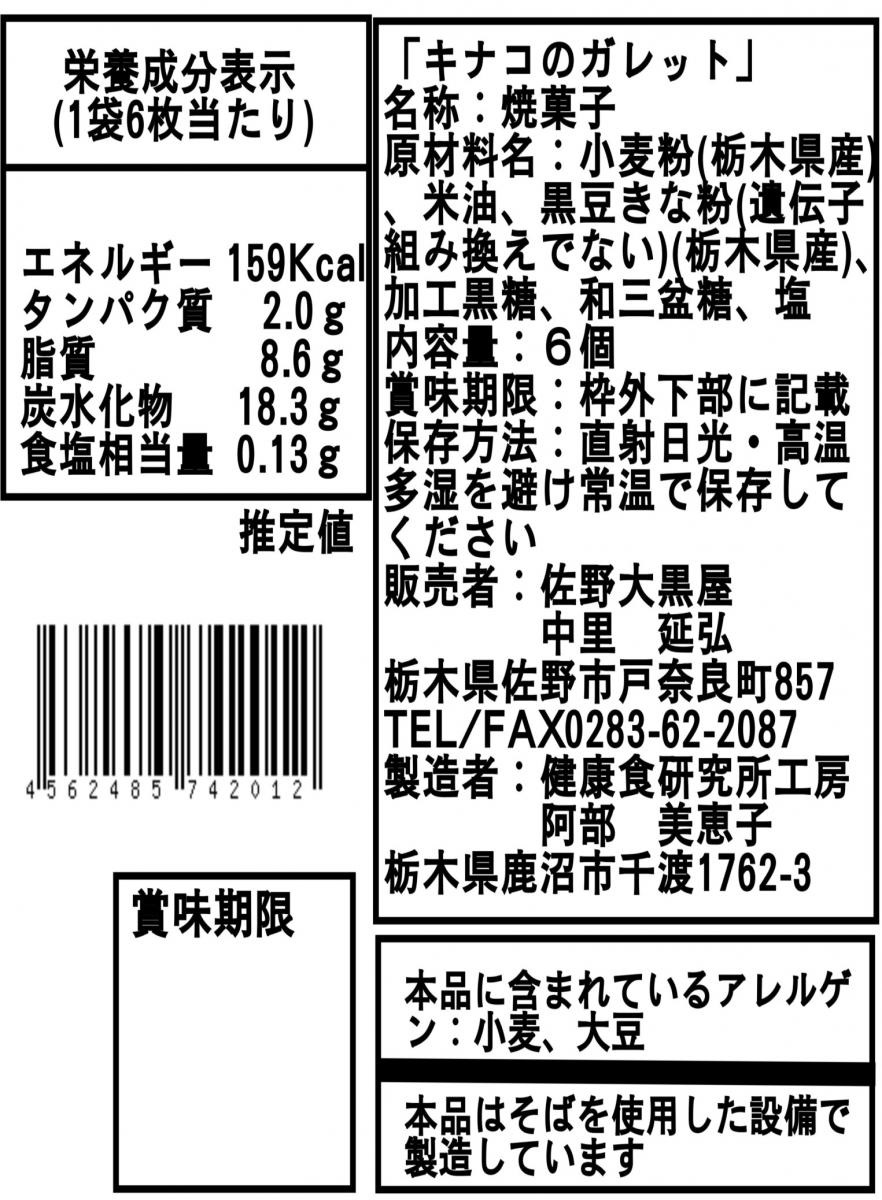 栄養成分表示
(1袋6枚当たり)
エネルギー 159Kcal
タンパク質 2.0g
脂質 8.6g
炭水化物 18.3g
食塩相当量 0.13g
推定値
4562485742012
賞味期限
「キナコのガレット」
名称：焼菓子
原材料名：小麦粉(栃木県産)
、米油、黒豆きな粉(遺伝子
組み換えでない)(栃木県産)、
加工黒糖、和三盆糖、塩
内容量：６個
賞味期限：枠外下部に記載
保存方法：直射日光・高温
多湿を避け常温で保存して
ください
販売者：佐野大黒屋
中里　延弘
栃木県佐野市戸奈良町857
TEL/FAX0283-62-2087
製造者：健康食研究所工房
阿部　美恵子
栃木県鹿沼市千渡1762-3
本品に含まれているアレルゲ
ン：小麦、大豆
本品はそばを使用した設備で
製造しています